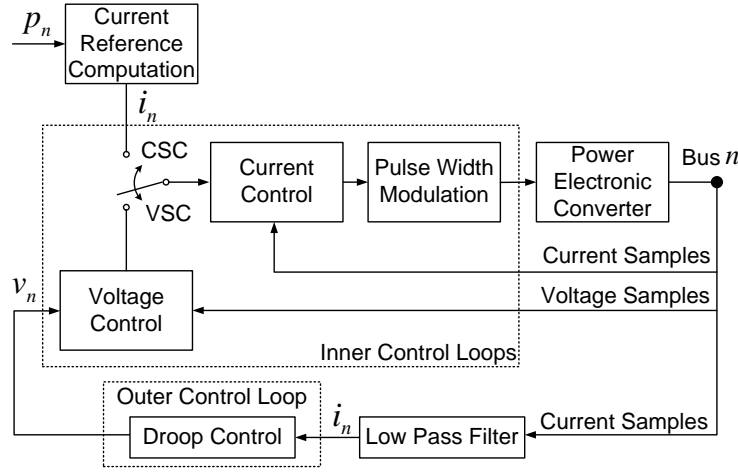 p_n
Current
Reference
Computation
i_n
CSC
VSC
Current
Control
Pulse Width
Modulation
Power
Electronic
Converter
Bus n
Current Samples
v_n
Voltage
Control
Voltage Samples
Inner Control Loops
Outer Control Loop
Droop Control
i_n
Low Pass Filter
Current Samples